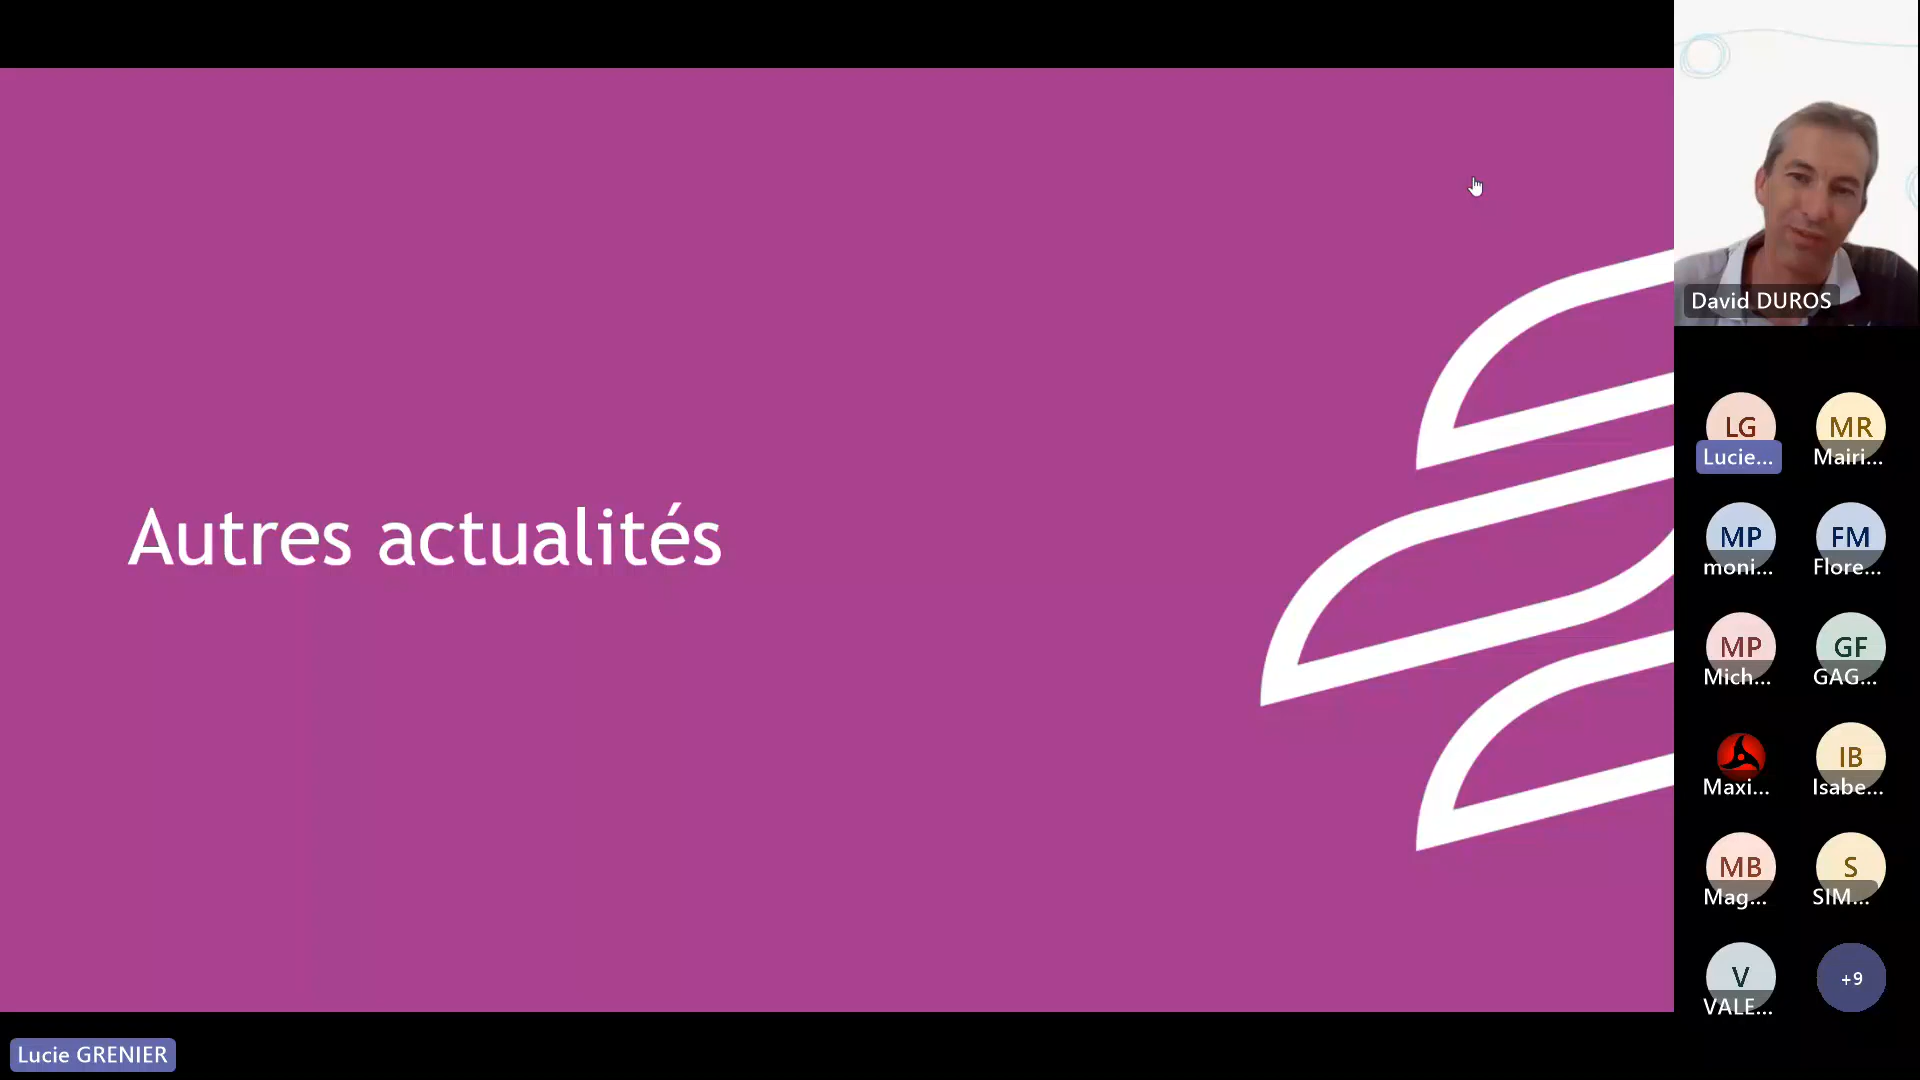 Autres actualités
David DUROS
LG
Lucie...
MR
Mairi...
MP
moni...
FM
Flore...
MP
Mich...
GF
GAG...
Maxi...
IB
Isabe...
MB
Mag...
S
SIM...
V
VALE...
+9
Lucie GRENIER